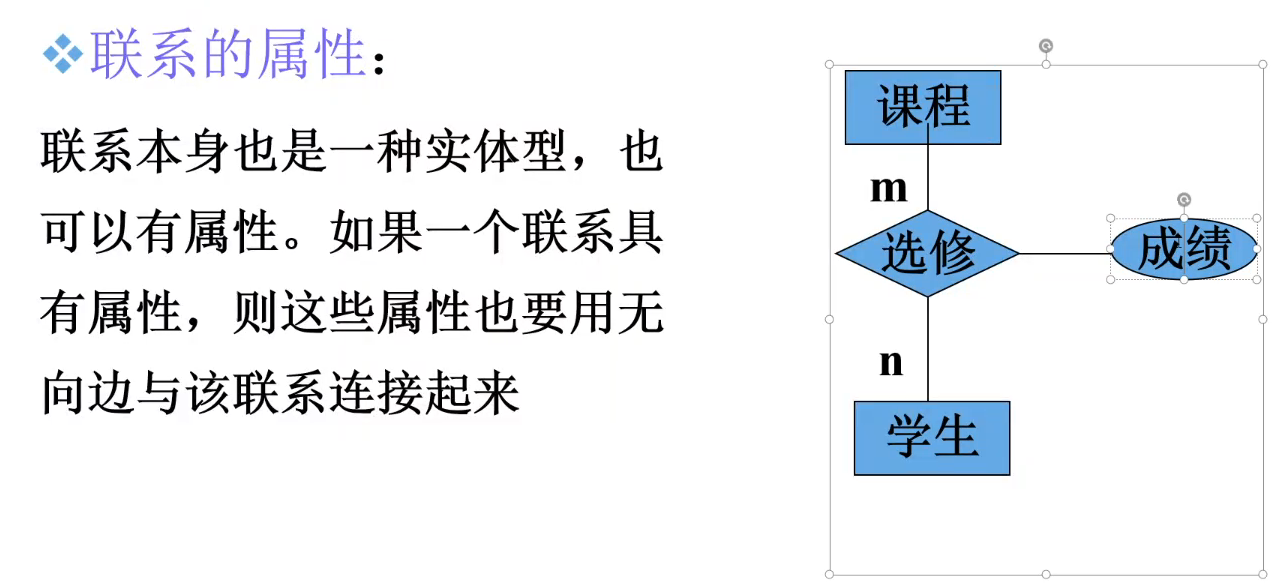 联系的属性：
联系本身也是一种实体型，也
可以有属性。如果一个联系具
有属性，则这些属性也要用无
向边与该联系连接起来
课程
m
选修
成绩
n
学生